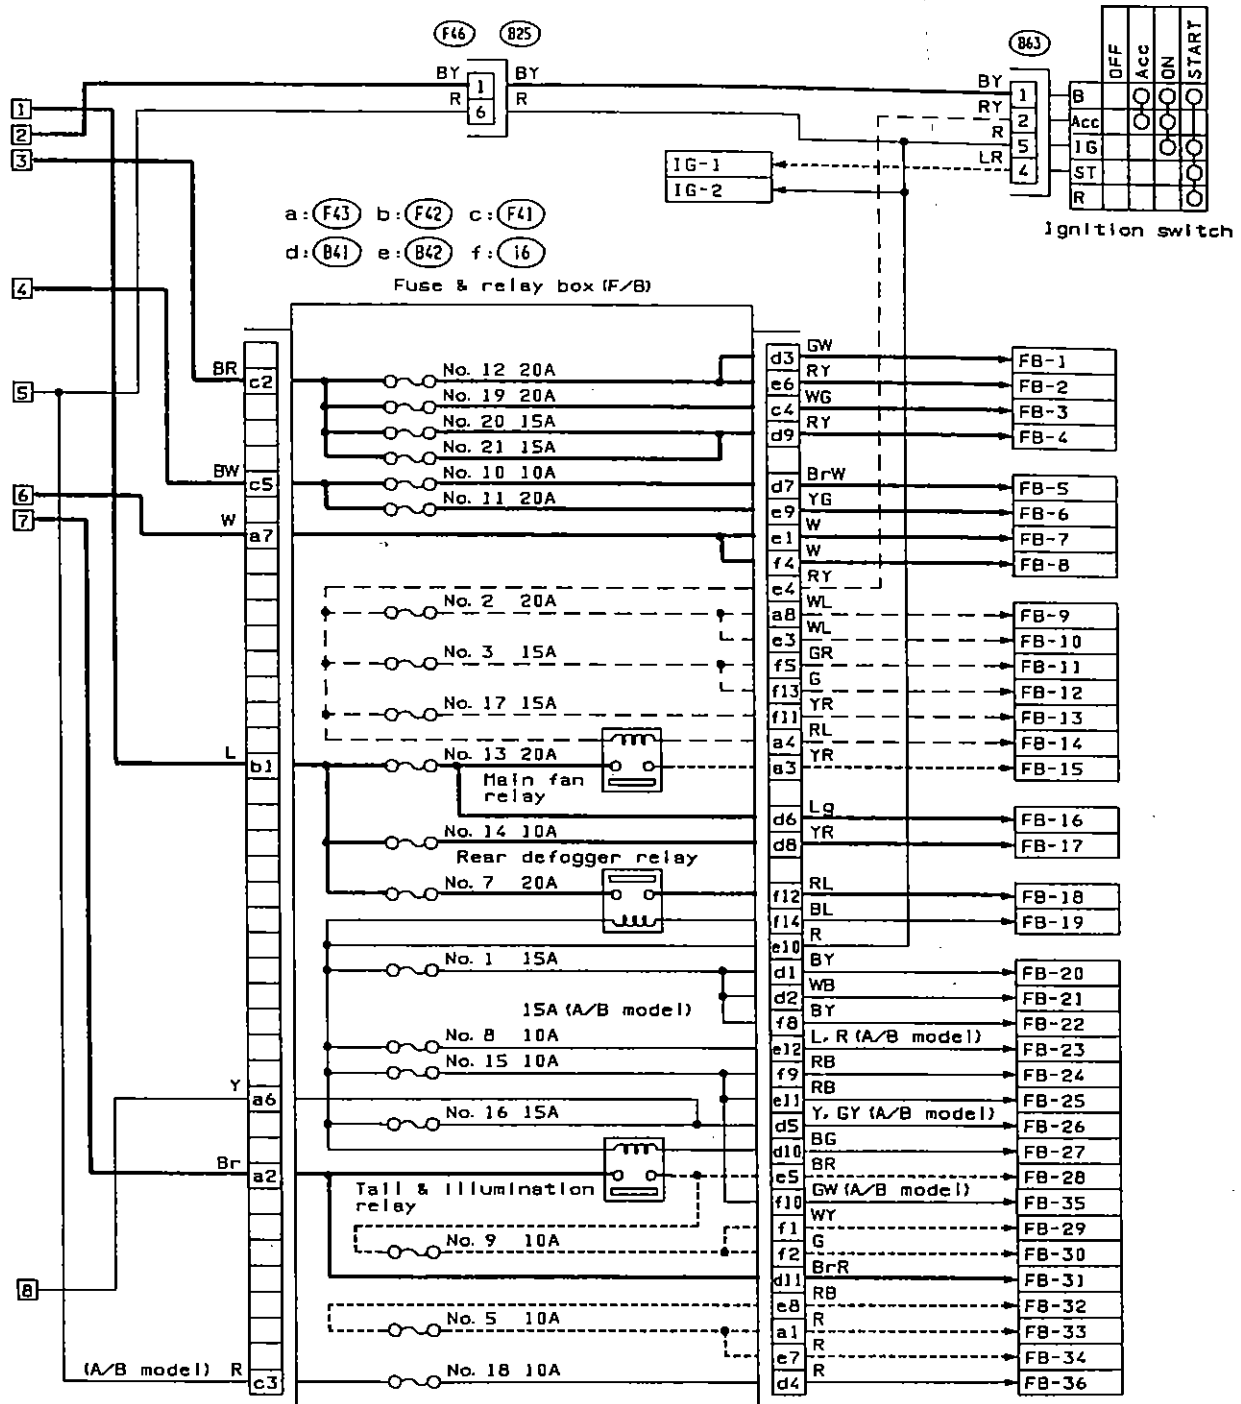 F46 B25 B63
OFF
Acc
ON
START
BY 1 BY
R 6 R
BY 1 B
RY 2 Acc
R 5 IG
LR 4 ST
R
Ignition switch
IG-1
IG-2
1
2
3
4
5
6
7
8
a:F43 b:F42 c:F41
d:B41 e:B42 f:i6
Fuse & relay box (F/B)
BR c2
BW c5
W a7
L b1
Y a6
Br a2
(A/B model) R c3
No. 12 20A
No. 19 20A
No. 20 15A
No. 21 15A
No. 10 10A
No. 11 20A
No. 2 20A
No. 3 15A
No. 17 15A
No. 13 20A
Main fan
relay
No. 14 10A
Rear defogger relay
No. 7 20A
No. 1 15A
15A (A/B model)
No. 8 10A
No. 15 10A
No. 16 15A
Tail & illumination
relay
No. 9 10A
No. 5 10A
No. 18 10A
d3 GW FB-1
e6 RY FB-2
c4 WG FB-3
d9 RY FB-4
d7 BrW FB-5
e9 YG FB-6
e1 W FB-7
f4 W FB-8
e4 RY
a8 WL FB-9
e3 WL FB-10
f5 GR FB-11
f13 G FB-12
f11 YR FB-13
a4 RL FB-14
a3 YR FB-15
d6 Lg FB-16
d8 YR FB-17
f12 RL FB-18
f14 BL FB-19
e10 R
d1 BY FB-20
d2 WB FB-21
f8 BY FB-22
e12 L, R (A/B model) FB-23
f9 RB FB-24
e11 RB FB-25
d5 Y, GY (A/B model) FB-26
d10 BG FB-27
e5 BR FB-28
f10 GW (A/B model) FB-35
f1 WY FB-29
f2 G FB-30
d11 BrR FB-31
e8 RB FB-32
a1 R FB-33
e7 R FB-34
d4 R FB-36